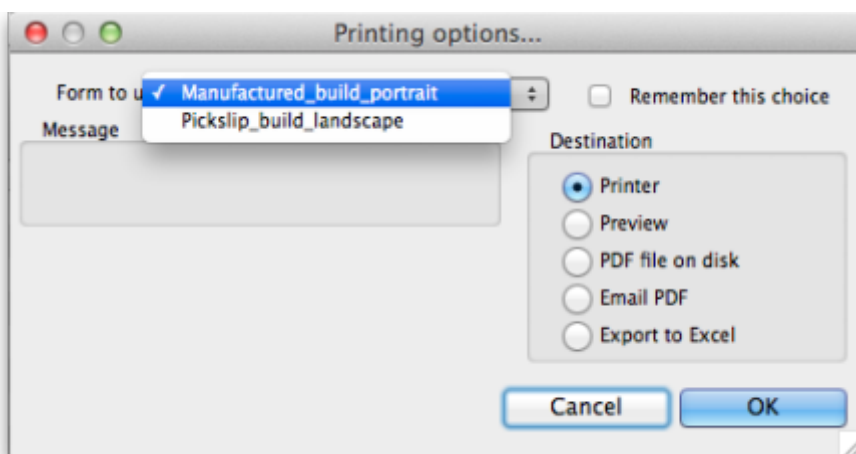 Printing options...
Form to u ✓ Manufactured_build_portrait
Pickslip_build_landscape
Remember this choice
Message
Destination
Printer
Preview
PDF file on disk
Email PDF
Export to Excel
Cancel
OK